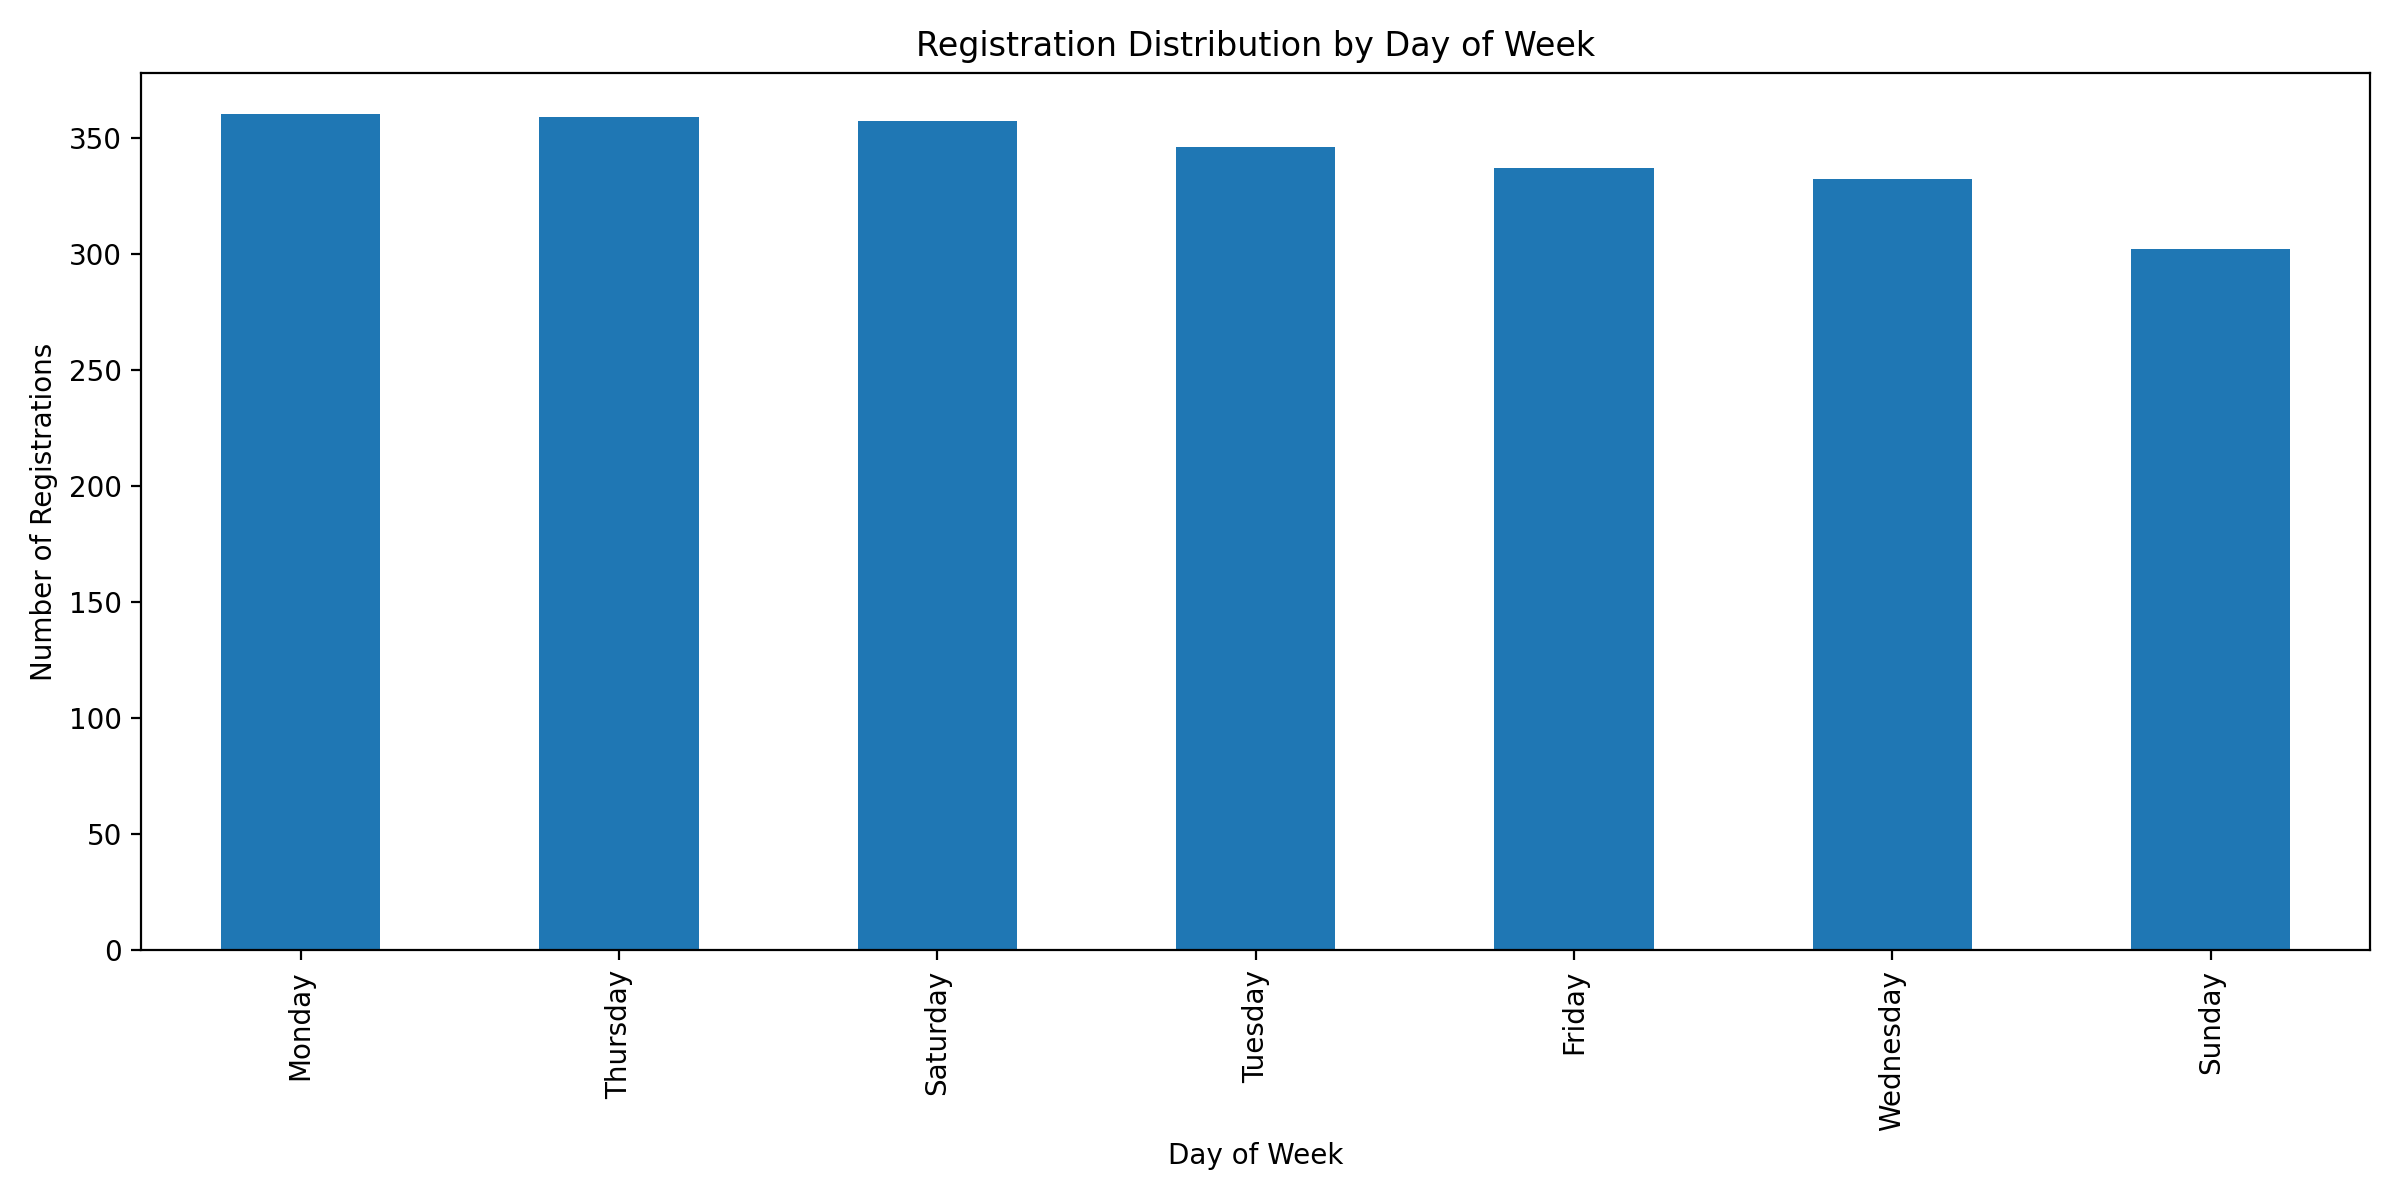 Registration Distribution by Day of Week
Number of Registrations
350
300
250
200
150
100
50
0
Monday
Thursday
Saturday
Tuesday
Friday
Wednesday
Sunday
Day of Week